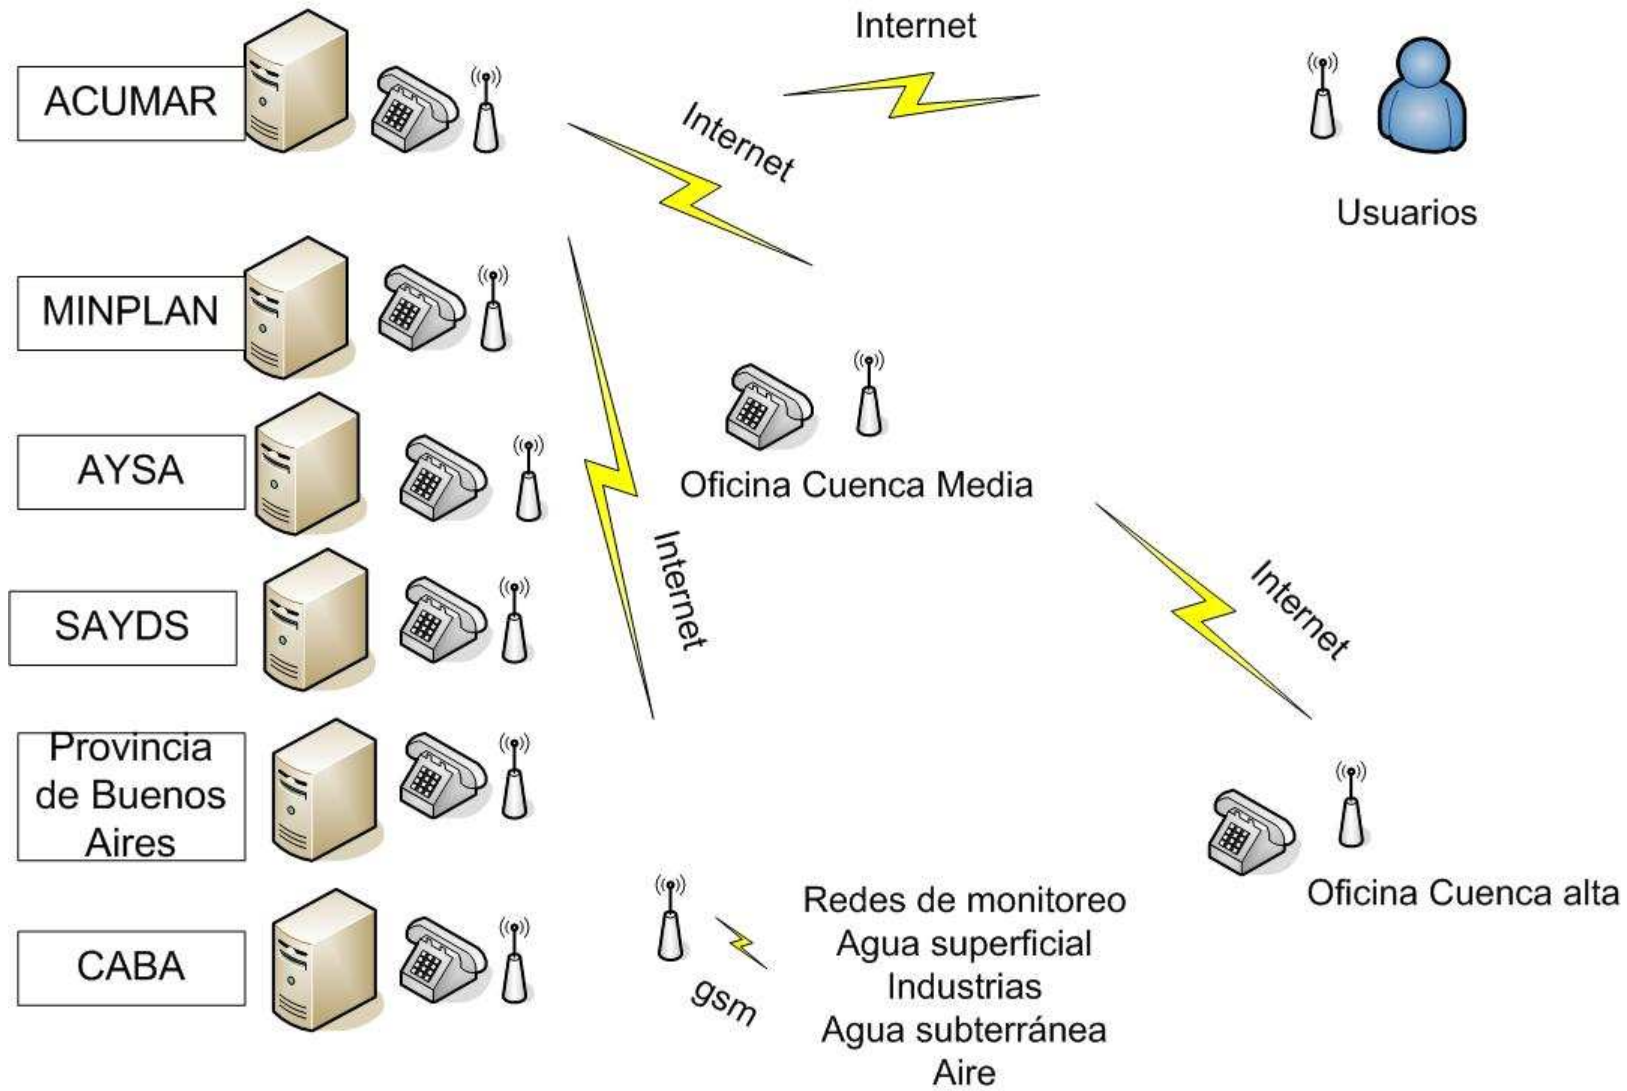 Internet
ACUMAR
Internet
Usuarios
MINPLAN
AYSA
Oficina Cuenca Media
Internet
Internet
SAYDS
Provincia
de Buenos
Aires
Oficina Cuenca alta
CABA
gsm
Redes de monitoreo
Agua superficial
Industrias
Agua subterránea
Aire